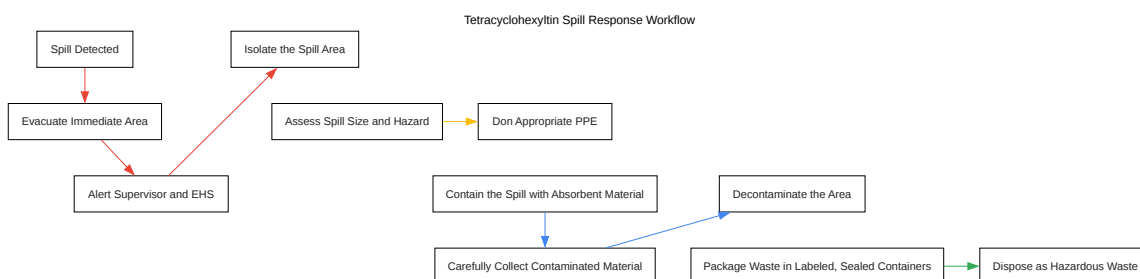 Tetracyclohexyltin Spill Response Workflow
Spill Detected
Isolate the Spill Area
Evacuate Immediate Area
Assess Spill Size and Hazard
Don Appropriate PPE
Alert Supervisor and EHS
Contain the Spill with Absorbent Material
Decontaminate the Area
Carefully Collect Contaminated Material
Package Waste in Labeled, Sealed Containers
Dispose as Hazardous Waste